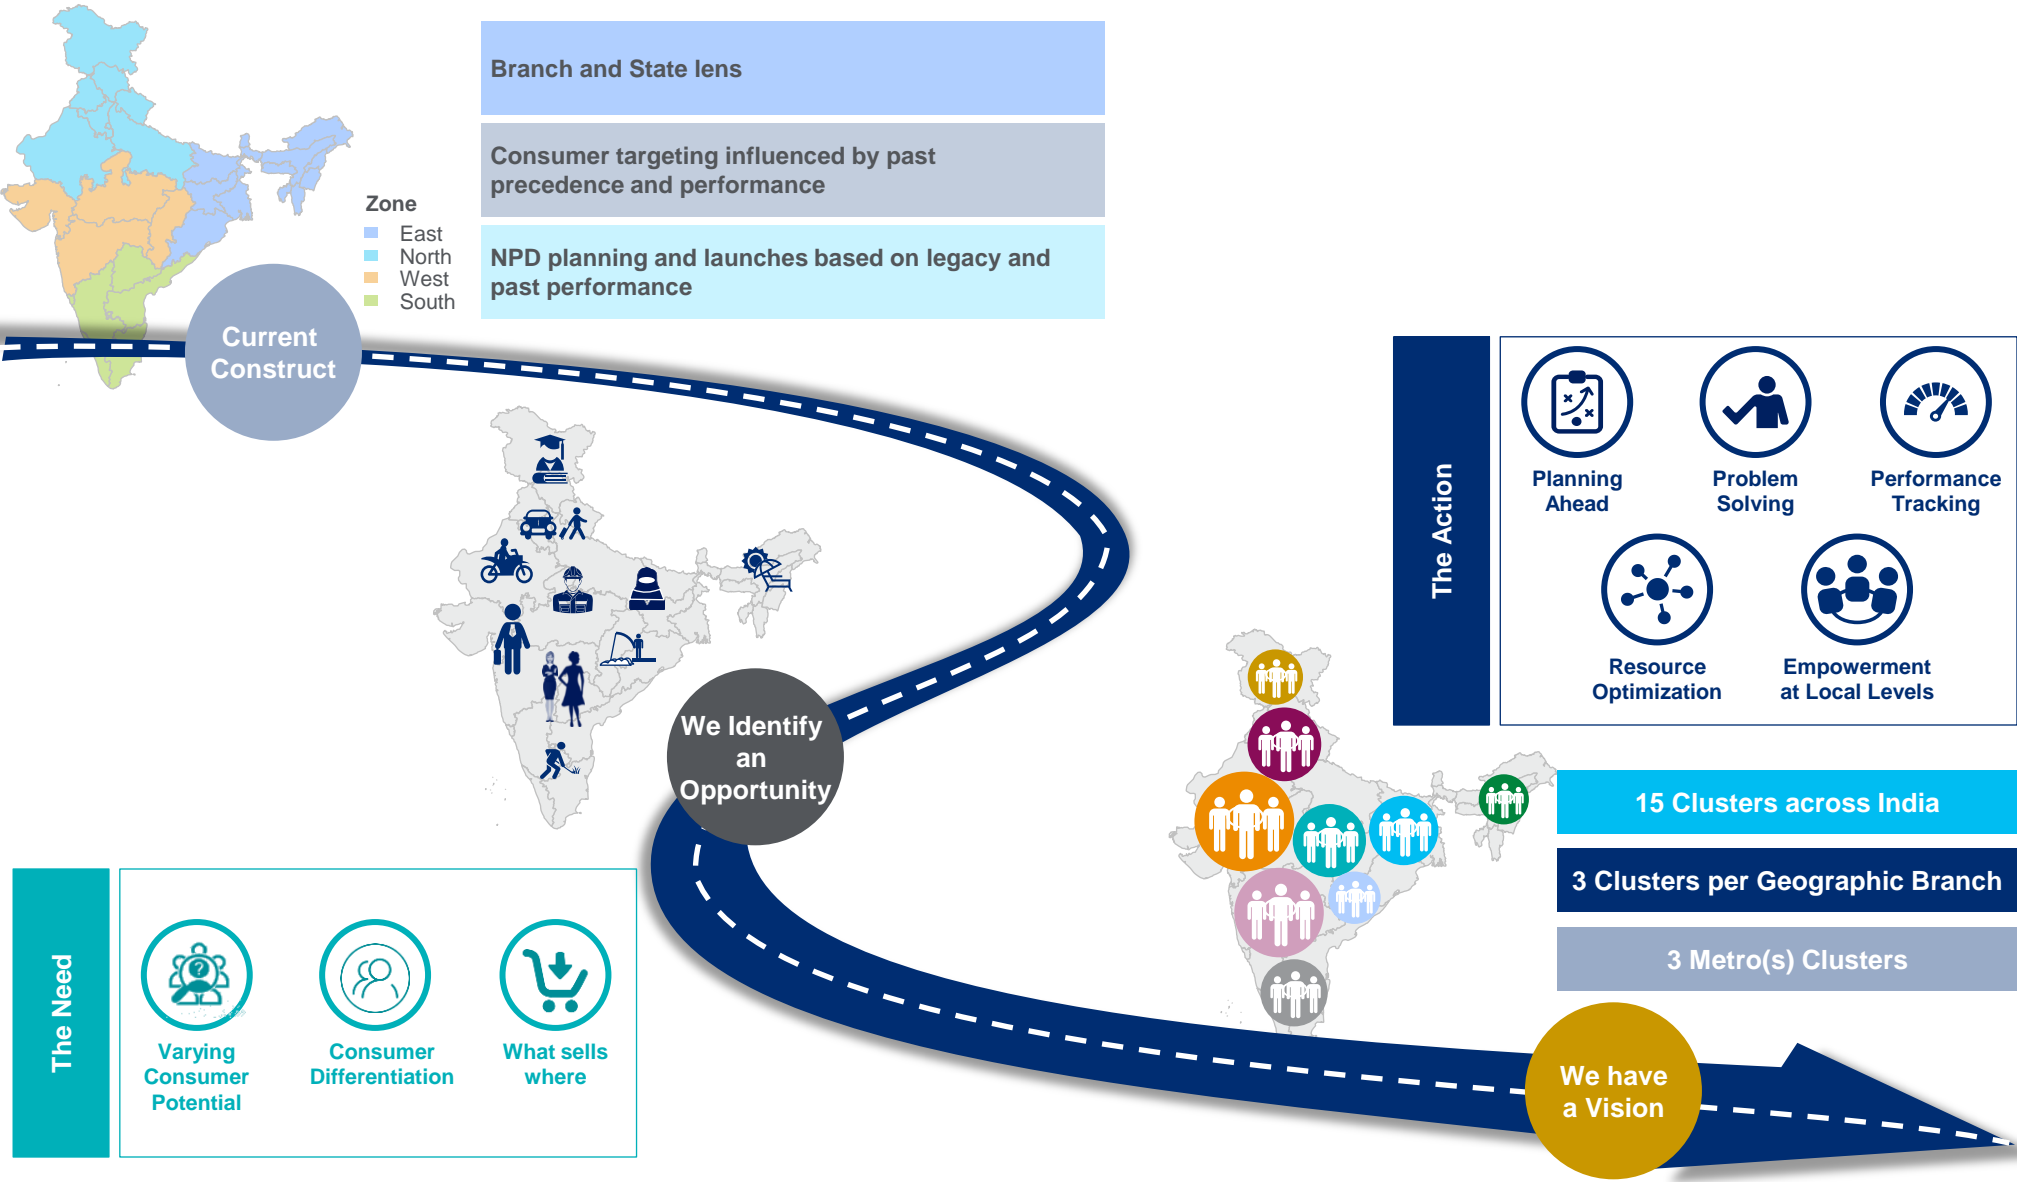 Branch and State lens
Consumer targeting influenced by past
precedence and performance
NPD planning and launches based on legacy and
past performance
Zone
East
North
West
South
Current
Construct
The Action
Planning
Ahead
Problem
Solving
Performance
Tracking
Resource
Optimization
Empowerment
at Local Levels
We Identify
an
Opportunity
15 Clusters across India
3 Clusters per Geographic Branch
3 Metro(s) Clusters
The Need
?
Varying
Consumer
Potential
Consumer
Differentiation
What sells
where
We have
a Vision